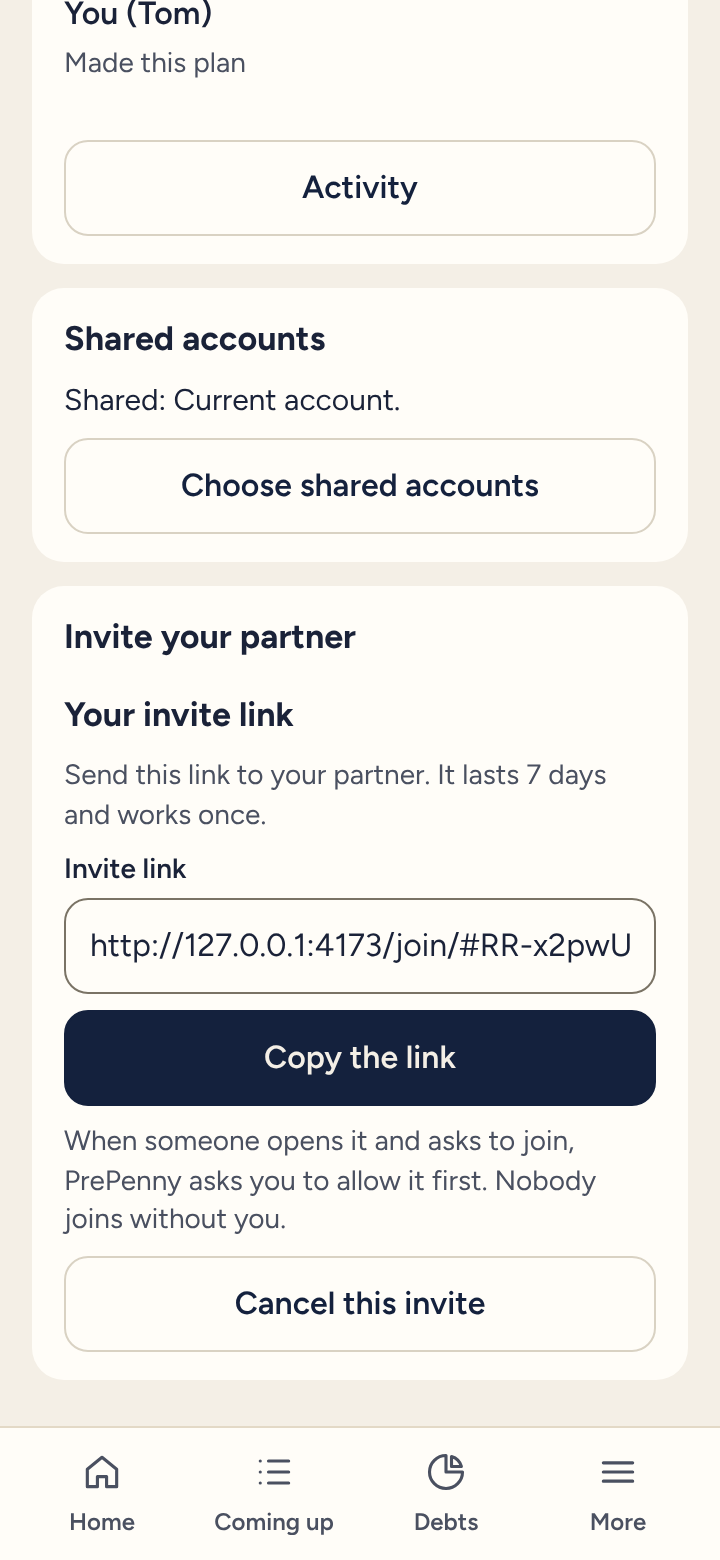 You (Tom)
Made this plan
Activity
Shared accounts
Shared: Current account.
Choose shared accounts
Invite your partner
Your invite link
Send this link to your partner. It lasts 7 days
and works once.
Invite link
http://127.0.0.1:4173/join/#RR-x2pwU
Copy the link
When someone opens it and asks to join,
PrePenny asks you to allow it first. Nobody
joins without you.
Cancel this invite
Home
Coming up
Debts
More